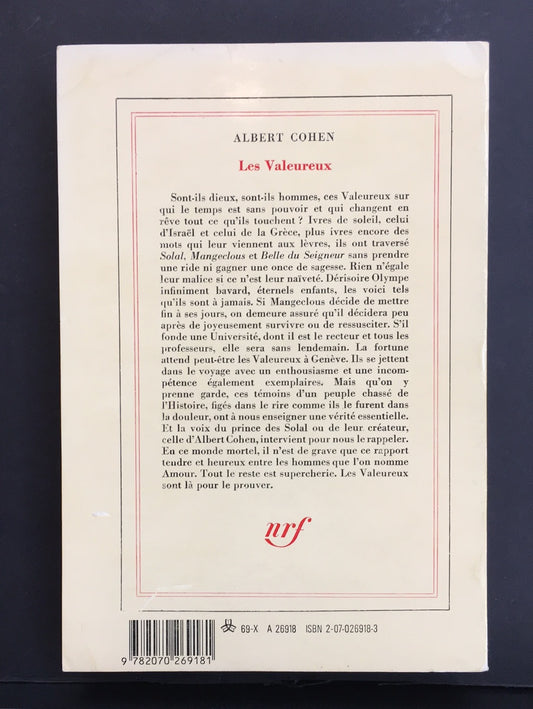 ALBERT COHEN
Les Valeureux
Sont-ils dieux, sont-ils hommes, ces Valeureux sur
qui le temps est sans pouvoir et qui changent en
rêve tout ce qu'ils touchent ? Ivres de soleil, celui
d'Israël et celui de la Grèce, plus ivres encore des
mots qui leur viennent aux lèvres, ils ont traversé
Solal, Mangeclous et Belle du Seigneur sans prendre
une ride ni gagner une once de sagesse. Rien n'égale
leur malice si ce n'est leur naïveté. Dérisoire Olympe
infiniment bavard, éternels enfants, les voici tels
qu'ils sont à jamais. Si Mangeclous décide de mettre
fin à ses jours, on demeure assuré qu'il décidera peu
après de joyeusement survivre ou de ressusciter. S'il
fonde une Université, dont il est le recteur et tous les
professeurs, elle sera sans lendemain. La fortune
attend peut-être les Valeureux à Genève. Ils se jettent
dans le voyage avec un enthousiasme et une incom-
pétence également exemplaires. Mais qu'on y
prenne garde, ces témoins d'un peuple chassé de
l'Histoire, figés dans le rire comme ils le furent dans
la douleur, ont à nous enseigner une vérité essentielle.
Et la voix du prince des Solal ou de leur créateur,
celle d'Albert Cohen, intervient pour nous le rappeler.
En ce monde mortel, il n'est de grave que ce rapport
tendre et heureux entre les hommes que l'on nomme
Amour. Tout le reste est supercherie. Les Valeureux
sont là pour le prouver.
nrf
69-X A 26918 ISBN 2-07-026918-3
9 782070 269181